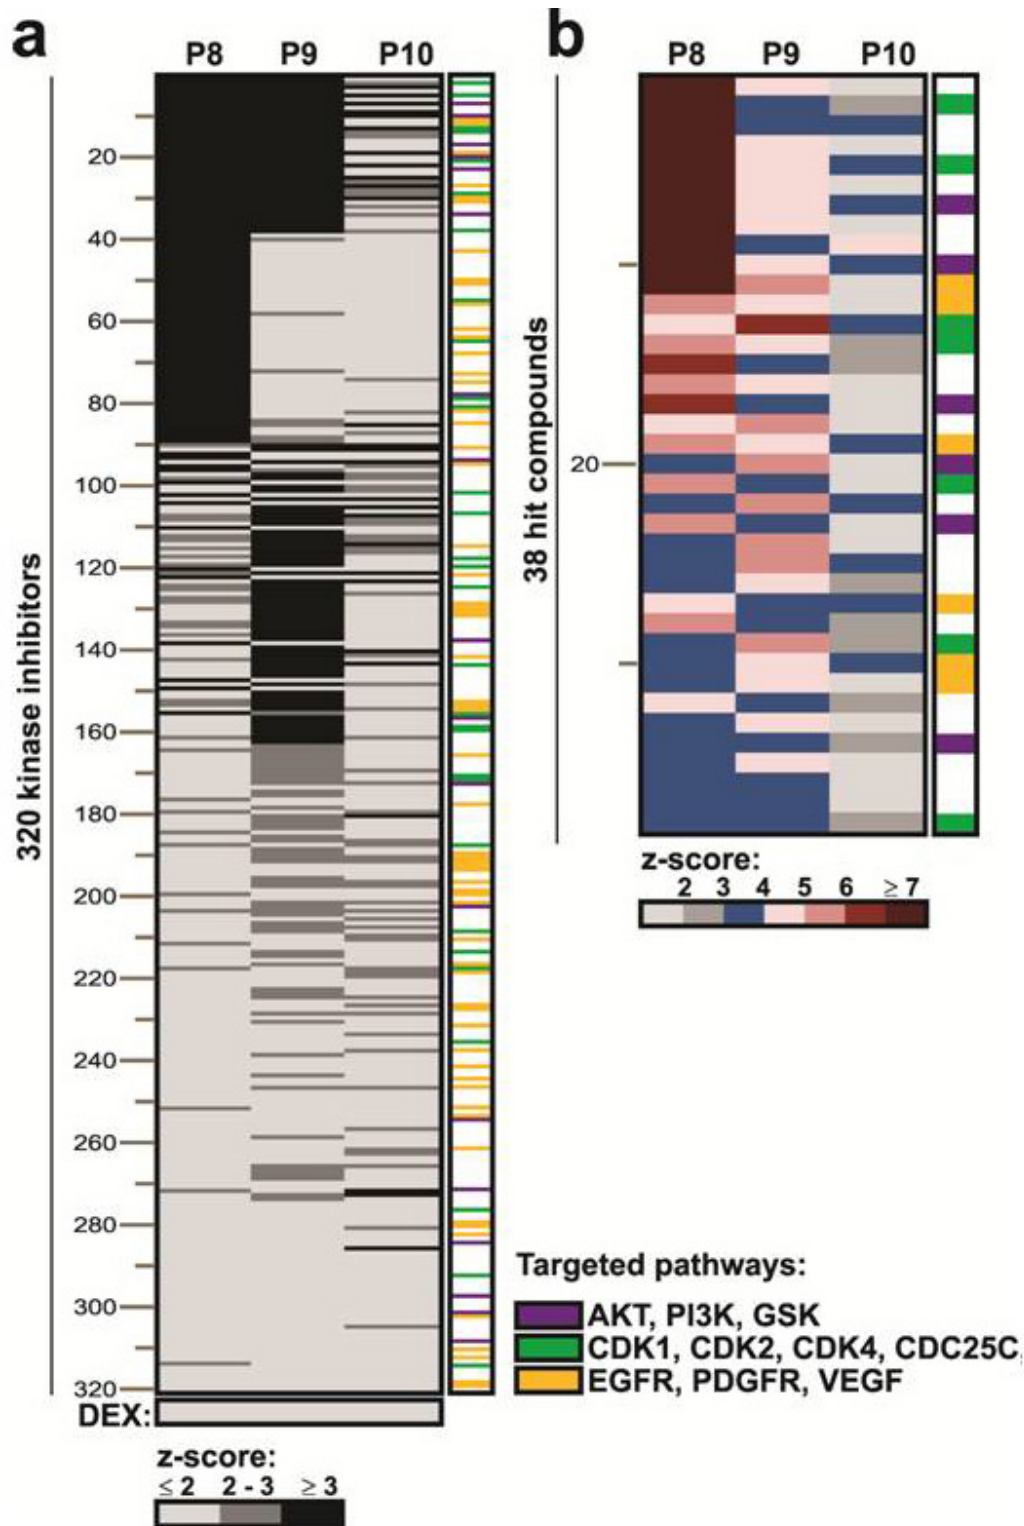 a
P8 P9 P10
320 kinase inhibitors
20
40
60
80
100
120
140
160
180
200
220
240
260
280
300
320
DEX:
z-score:
≤ 2 2 - 3 ≥ 3
b
P8 P9 P10
38 hit compounds
20
z-score:
2 3 4 5 6 ≥ 7
Targeted pathways:
AKT, PI3K, GSK
CDK1, CDK2, CDK4, CDC25C,
EGFR, PDGFR, VEGF